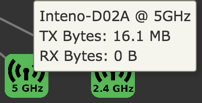 Inteno-D02A @ 5GHz
TX Bytes: 16.1 MB
RX Bytes: 0 B
5 GHz
2.4 GHz